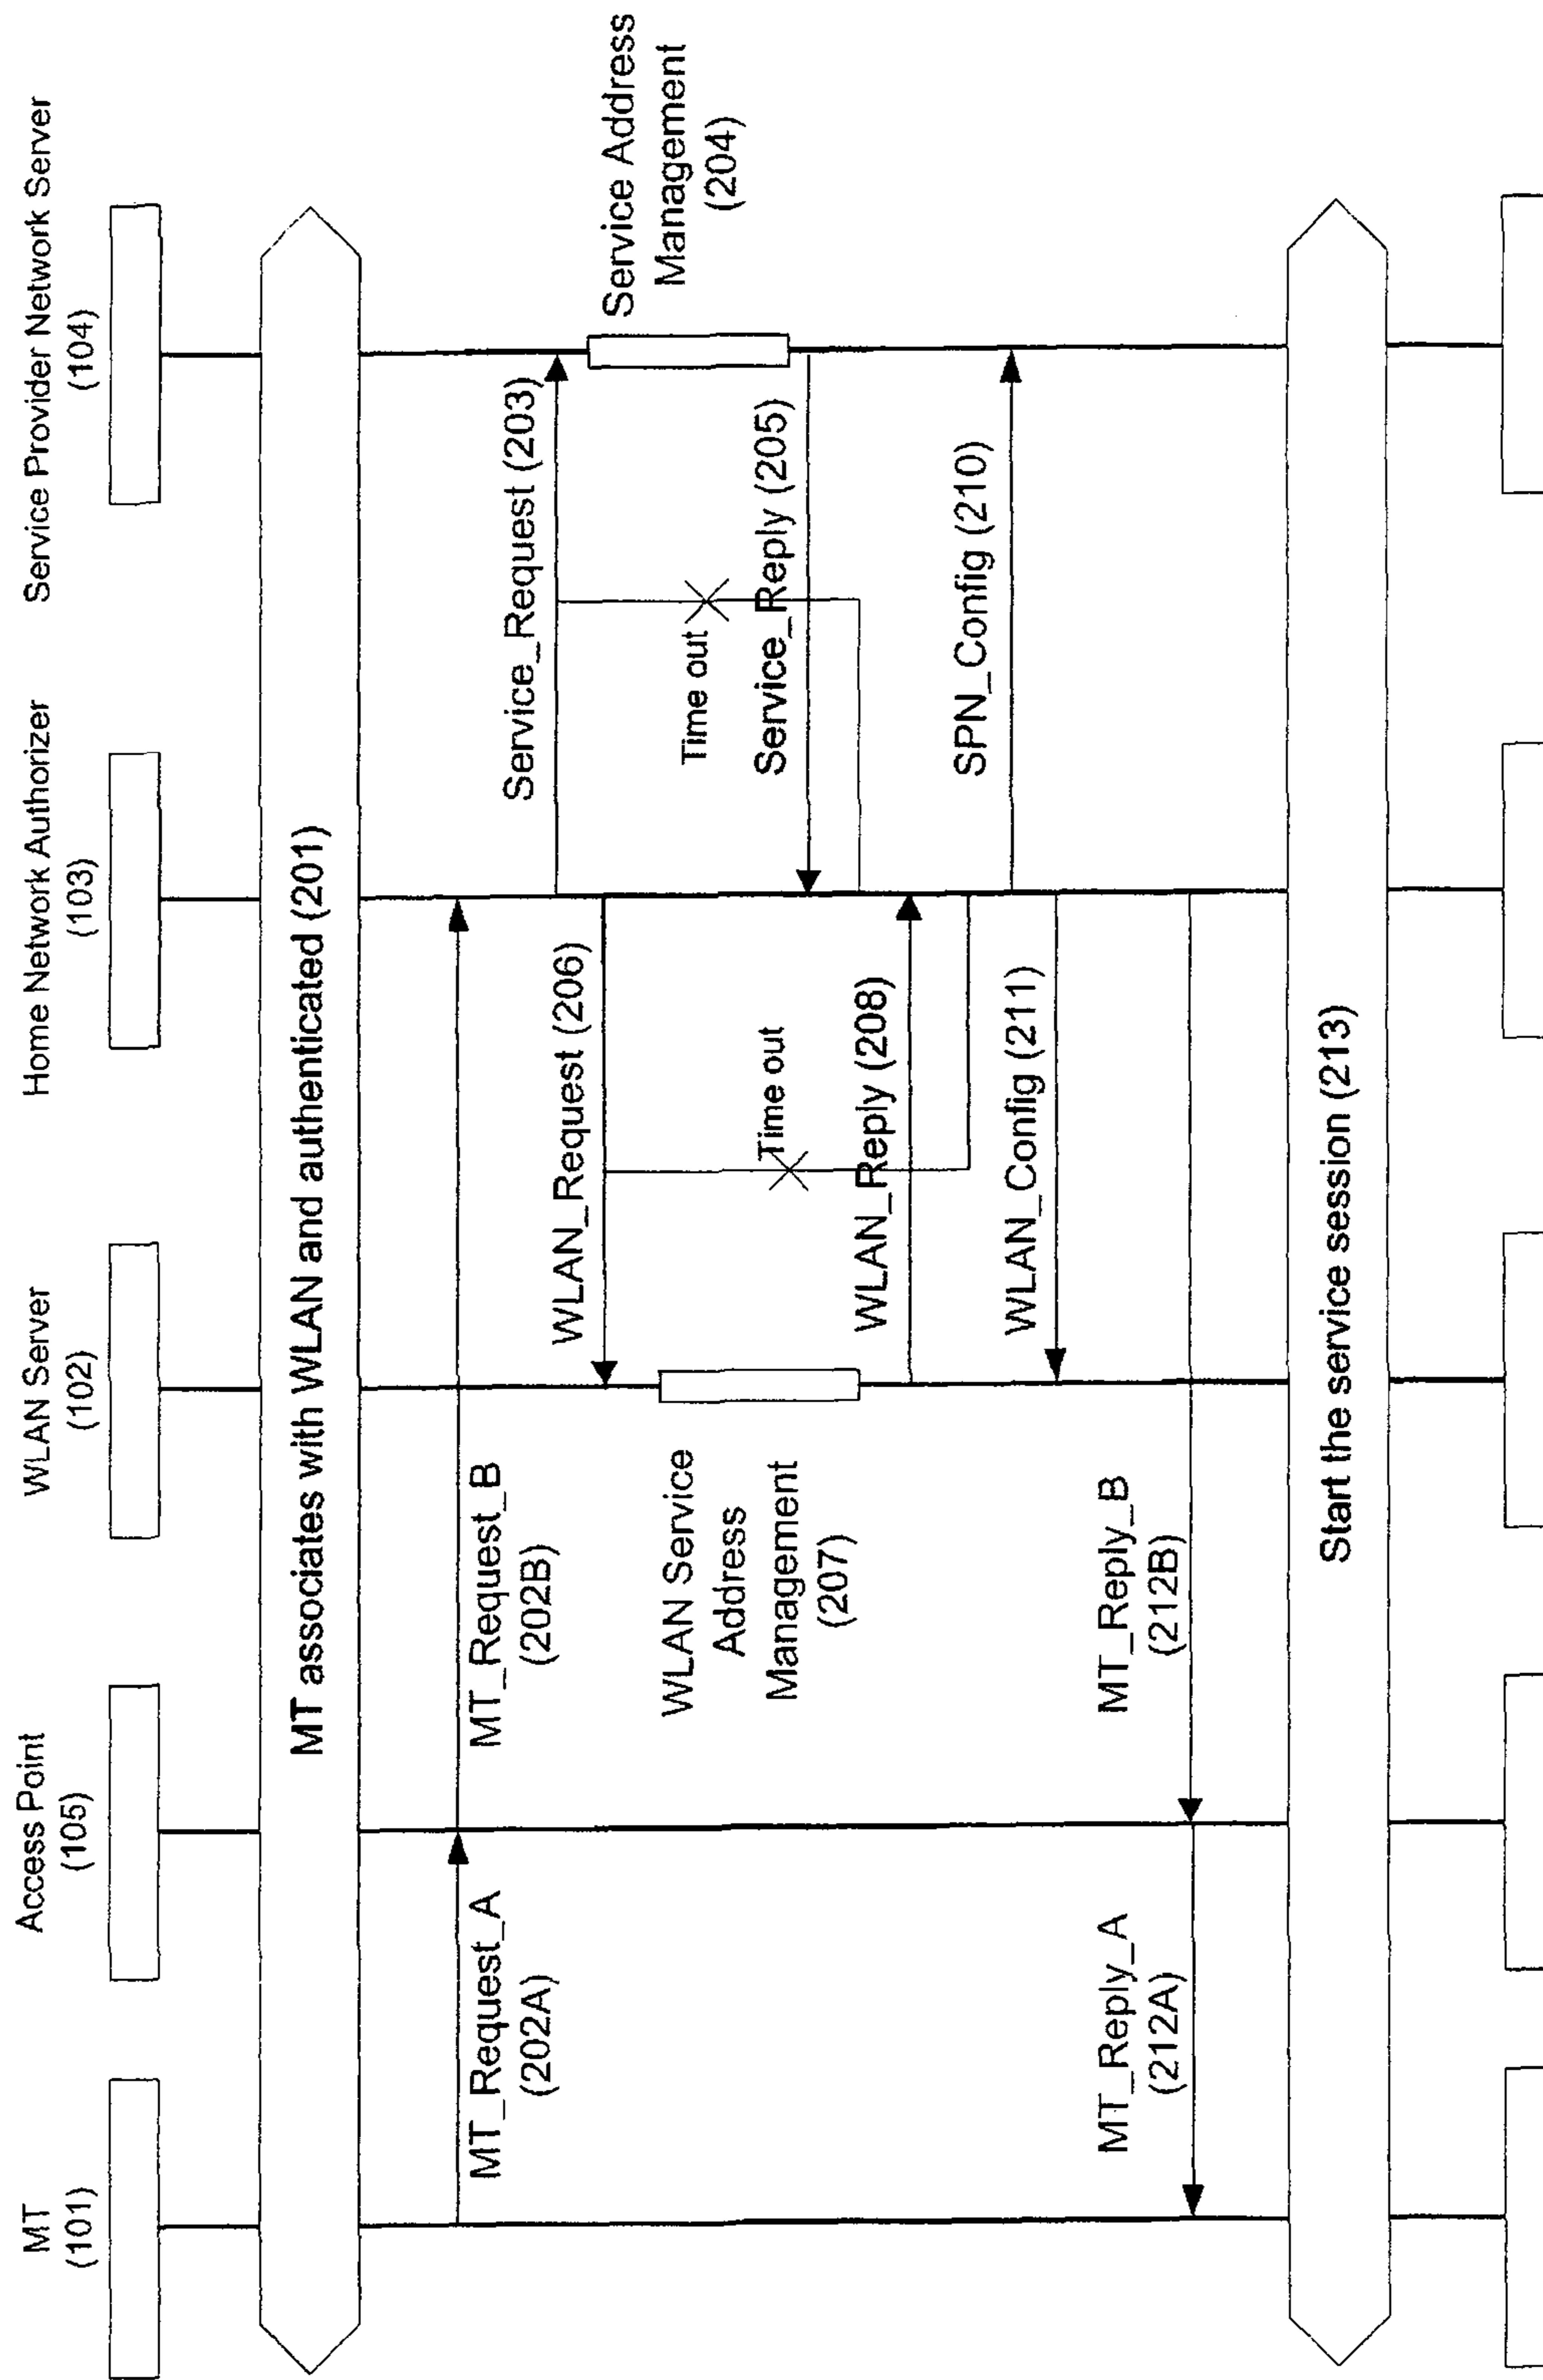 MT
(101)
Access Point
(105)
WLAN Server
(102)
Home Network Authorizer
(103)
Service Provider Network Server
(104)
MT associates with WLAN and authenticated (201)
MT_Request_A
(202A)
MT_Request_B
(202B)
Service_Request (203)
WLAN_Request (206)
Service Address
Management
(204)
Time out
WLAN Service
Address
Management
(207)
Time out
Service_Reply (205)
WLAN_Reply (208)
SPN_Config (210)
WLAN_Config (211)
MT_Reply_B
(212B)
MT_Reply_A
(212A)
Start the service session (213)